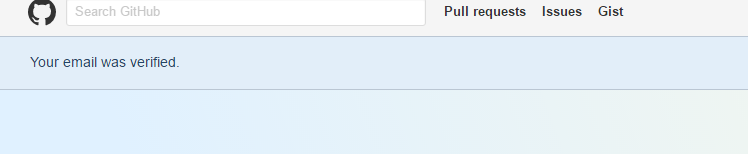 Search GitHub Pull requests Issues Gist
Your email was verified.